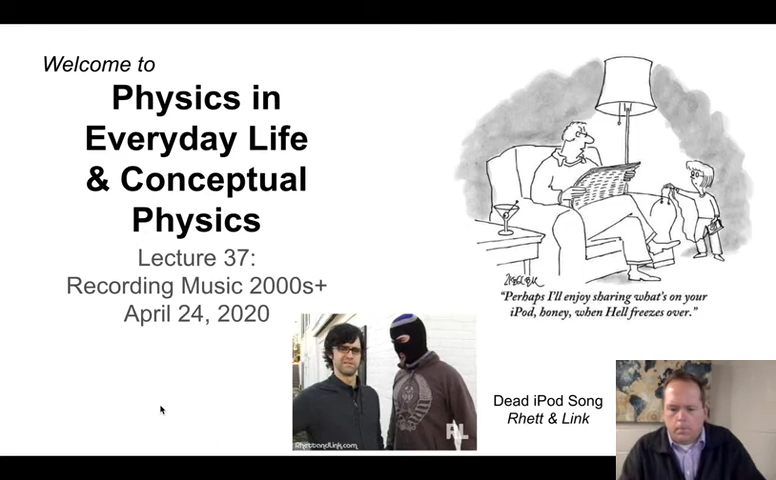 Welcome to
Physics in
Everyday Life
& Conceptual
Physics
Lecture 37:
Recording Music 2000s+
April 24, 2020
"Perhaps I'll enjoy sharing what's on your
iPod, honey, when Hell freezes over."
RL
Rhettandlink.com
Dead iPod Song
Rhett & Link